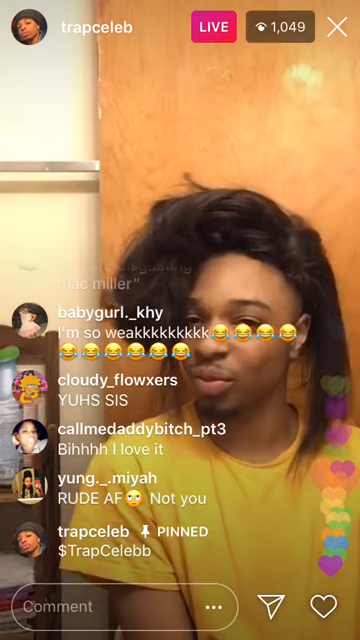 trapceleb
LIVE
1,049
disgusting
mac miller"
babygurl._khy
I'm so weakkkkkkkkkk😂😂😂😂
😂😂😂😂😂😂
cloudy_flowxers
YUHS SIS
callmedaddybitch_pt3
Bihhhh I love it
yung._.miyah
RUDE AF🙄 Not you
trapceleb 📌 PINNED
$TrapCelebb
Comment